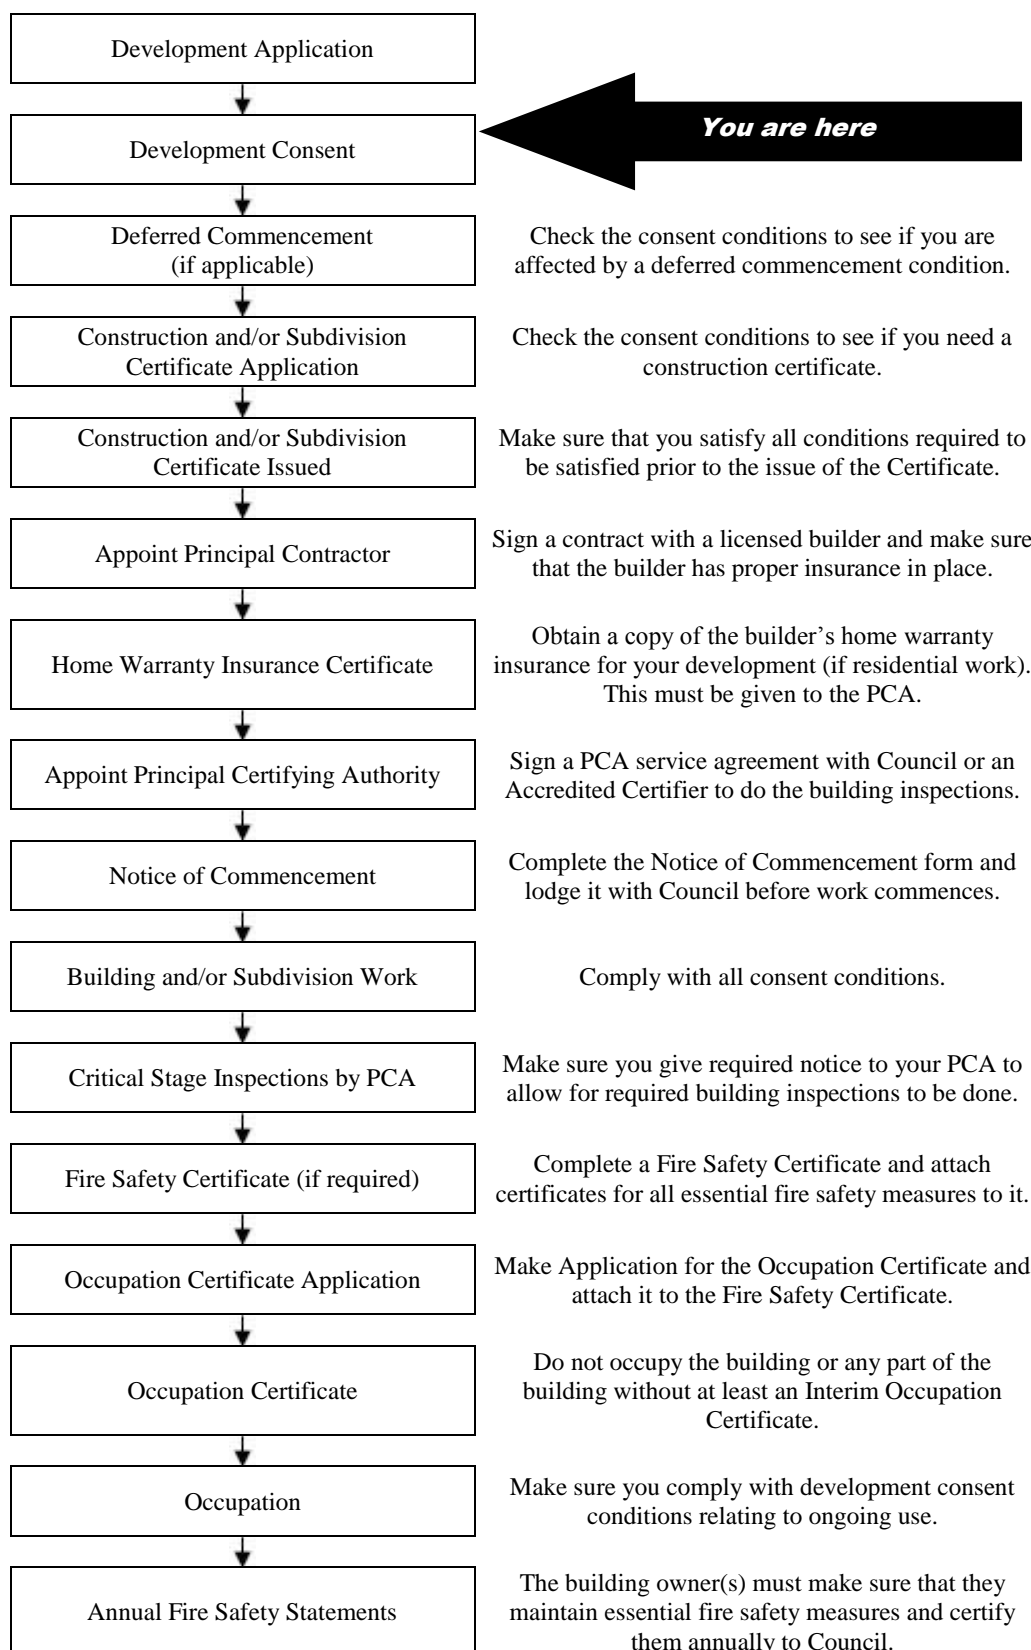 Development Application
Development Consent
You are here
Deferred Commencement
(if applicable)
Check the consent conditions to see if you are
affected by a deferred commencement condition.
Construction and/or Subdivision
Certificate Application
Check the consent conditions to see if you need a
construction certificate.
Construction and/or Subdivision
Certificate Issued
Make sure that you satisfy all conditions required to
be satisfied prior to the issue of the Certificate.
Appoint Principal Contractor
Sign a contract with a licensed builder and make sure
that the builder has proper insurance in place.
Home Warranty Insurance Certificate
Obtain a copy of the builder’s home warranty
insurance for your development (if residential work).
This must be given to the PCA.
Appoint Principal Certifying Authority
Sign a PCA service agreement with Council or an
Accredited Certifier to do the building inspections.
Notice of Commencement
Complete the Notice of Commencement form and
lodge it with Council before work commences.
Building and/or Subdivision Work
Comply with all consent conditions.
Critical Stage Inspections by PCA
Make sure you give required notice to your PCA to
allow for required building inspections to be done.
Fire Safety Certificate (if required)
Complete a Fire Safety Certificate and attach
certificates for all essential fire safety measures to it.
Occupation Certificate Application
Make Application for the Occupation Certificate and
attach it to the Fire Safety Certificate.
Occupation Certificate
Do not occupy the building or any part of the
building without at least an Interim Occupation
Certificate.
Occupation
Make sure you comply with development consent
conditions relating to ongoing use.
Annual Fire Safety Statements
The building owner(s) must make sure that they
maintain essential fire safety measures and certify
them annually to Council.